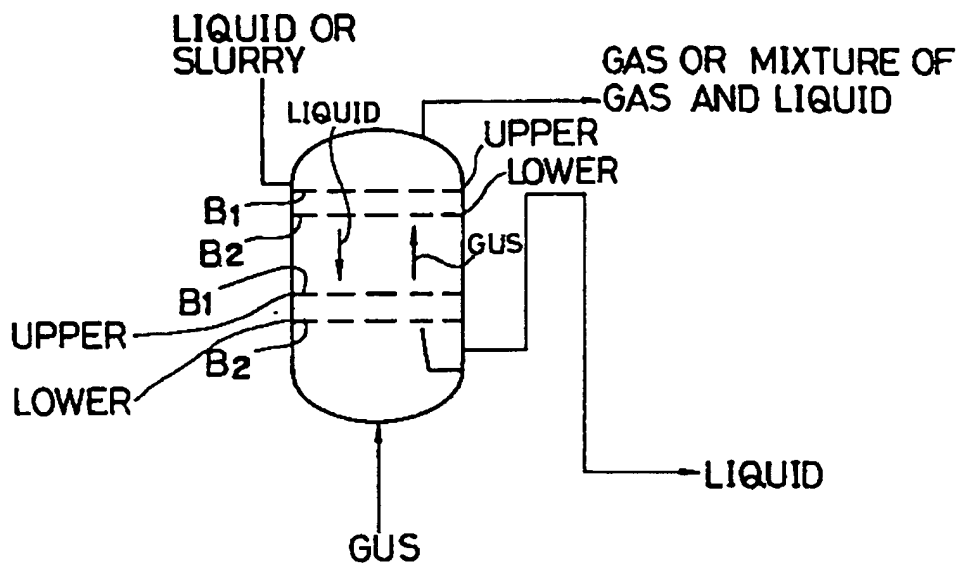 LIQUID OR
SLURRY
GAS OR MIXTURE OF
GAS AND LIQUID
LIQUID
UPPER
LOWER
B1
B2
GUS
B1
UPPER
B2
LOWER
LIQUID
GUS